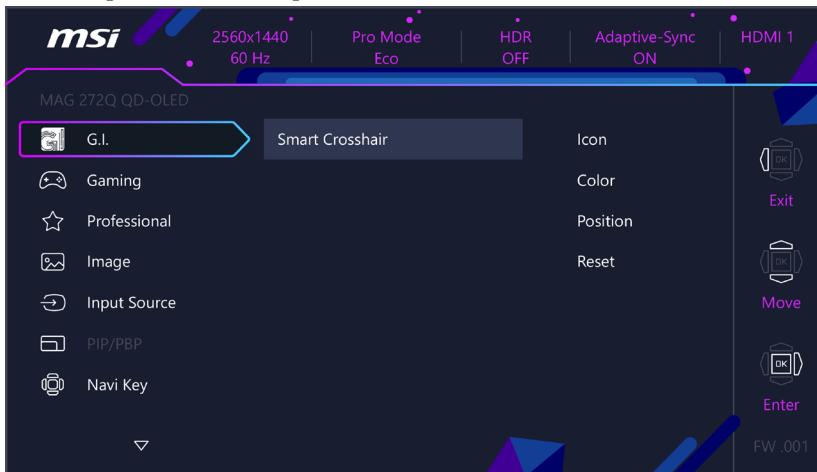 msi
2560x1440 Pro Mode HDR Adaptive-Sync HDMI 1
60 Hz Eco OFF ON
MAG 272Q QD-OLED
G.I. G.I. Smart Crosshair Icon
Gaming Color
OK
Exit
Professional Position
Image Reset
OK
Input Source Move
PIP/PBP
OK
Navi Key
Enter
FW .001